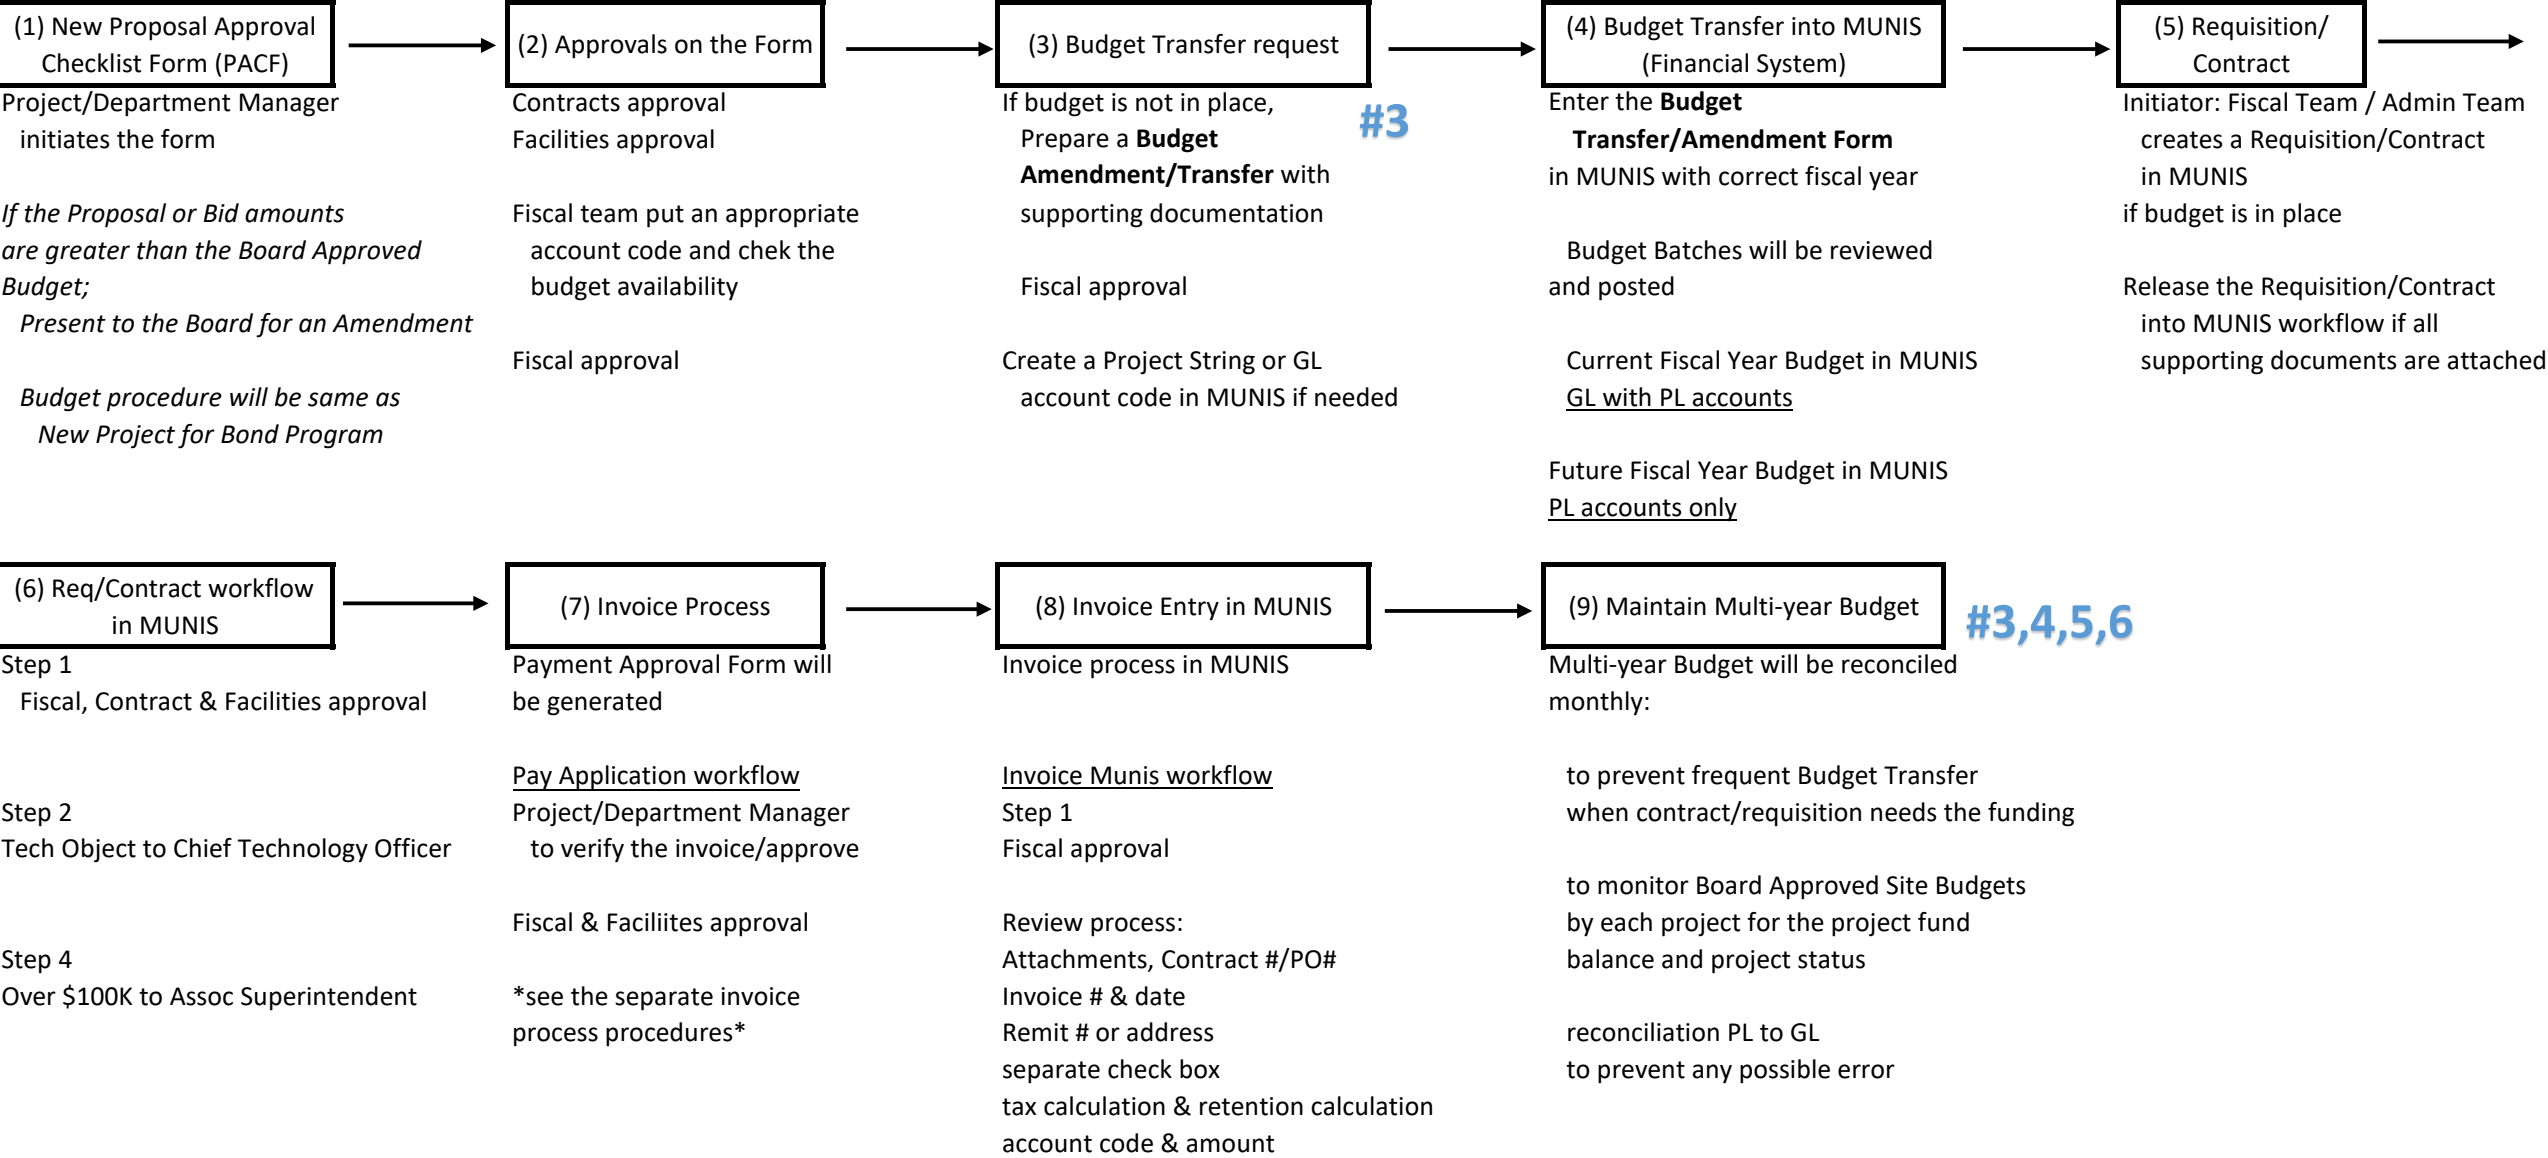 (1) New Proposal Approval
Checklist Form (PACF)
Project/Department Manager
initiates the form
If the Proposal or Bid amounts
are greater than the Board Approved
Budget;
Present to the Board for an Amendment
Budget procedure will be same as
New Project for Bond Program
(2) Approvals on the Form
Contracts approval
Facilities approval
Fiscal team put an appropriate
account code and chek the
budget availability
Fiscal approval
(3) Budget Transfer request
If budget is not in place,
Prepare a Budget
Amendment/Transfer with
supporting documentation
#3
Fiscal approval
Create a Project String or GL
account code in MUNIS if needed
(4) Budget Transfer into MUNIS
(Financial System)
Enter the Budget
Transfer/Amendment Form
in MUNIS with correct fiscal year
Budget Batches will be reviewed
and posted
Current Fiscal Year Budget in MUNIS
GL with PL accounts
Future Fiscal Year Budget in MUNIS
PL accounts only
(5) Requisition/
Contract
Initiator: Fiscal Team / Admin Team
creates a Requisition/Contract
in MUNIS
if budget is in place
Release the Requisition/Contract
into MUNIS workflow if all
supporting documents are attached
(6) Req/Contract workflow
in MUNIS
Step 1
Fiscal, Contract & Facilities approval
Step 2
Tech Object to Chief Technology Officer
Step 4
Over $100K to Assoc Superintendent
(7) Invoice Process
Payment Approval Form will
be generated
Pay Application workflow
Project/Department Manager
to verify the invoice/approve
Fiscal & Faciliites approval
*see the separate invoice
process procedures*
(8) Invoice Entry in MUNIS
Invoice process in MUNIS
Invoice Munis workflow
Step 1
Fiscal approval
Review process:
Attachments, Contract #/PO#
Invoice # & date
Remit # or address
separate check box
tax calculation & retention calculation
account code & amount
(9) Maintain Multi-year Budget
#3,4,5,6
Multi-year Budget will be reconciled
monthly:
to prevent frequent Budget Transfer
when contract/requisition needs the funding
to monitor Board Approved Site Budgets
by each project for the project fund
balance and project status
reconciliation PL to GL
to prevent any possible error